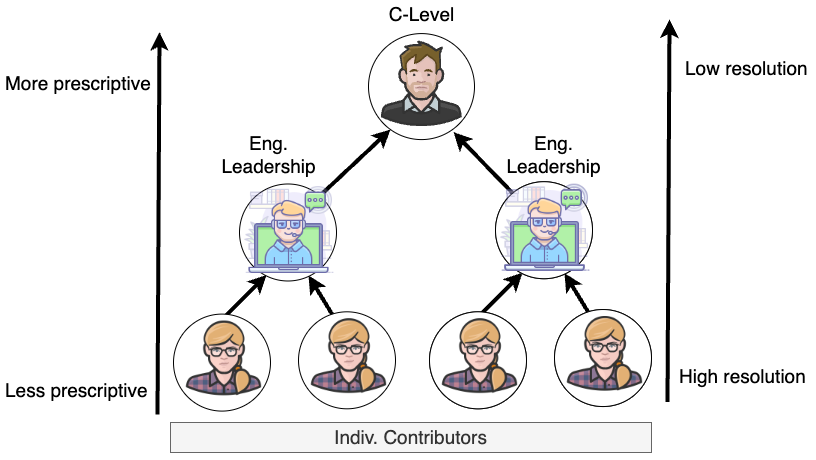 C-Level
More prescriptive
Low resolution
Eng.
Leadership
Eng.
Leadership
Less prescriptive
High resolution
Indiv. Contributors